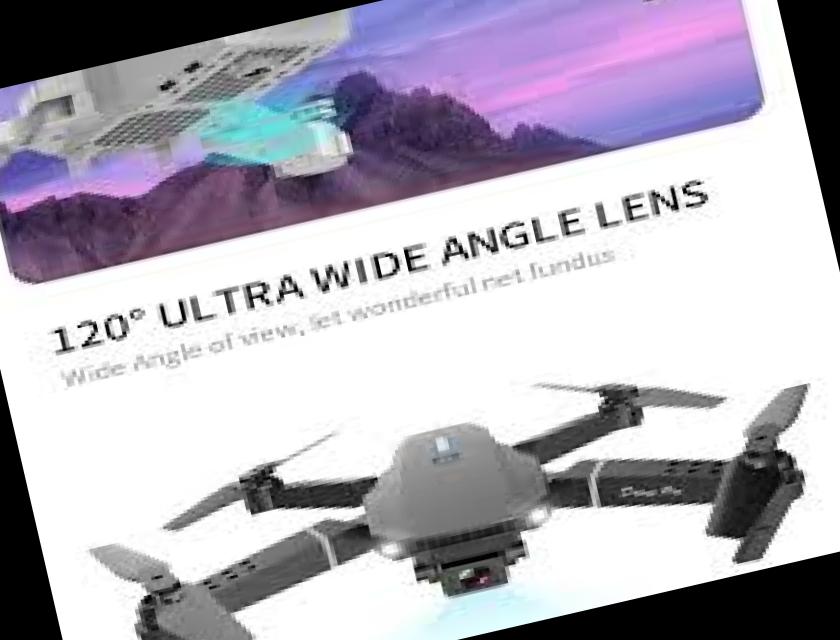 120° ULTRA WIDE ANGLE LENS
Wide Angle of view, let wonderful net fundus